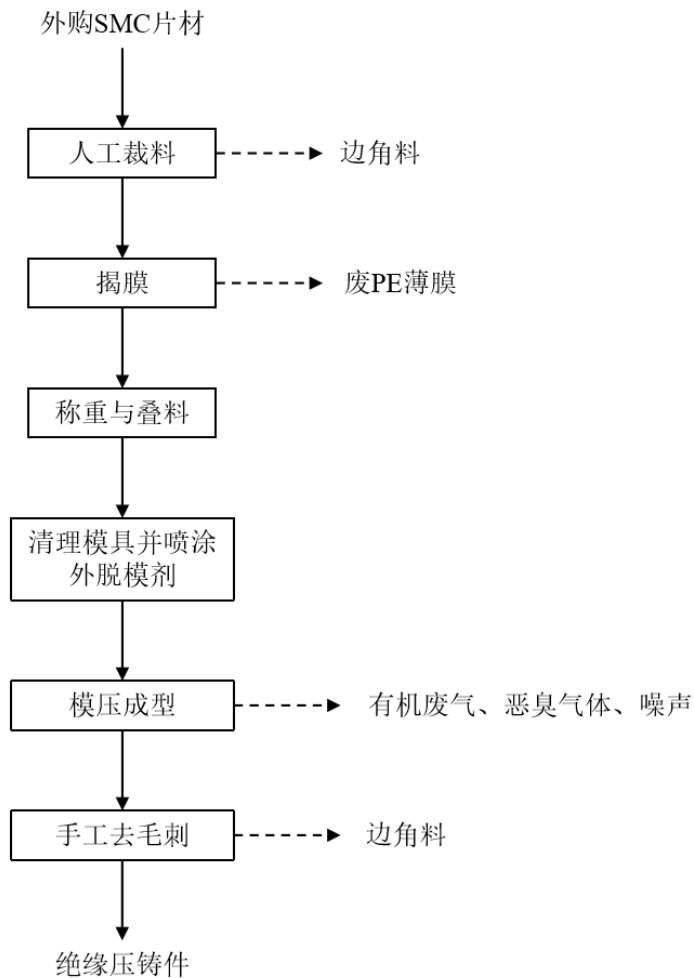 外购SMC片材
人工裁料
边角料
揭膜
废PE薄膜
称重与叠料
清理模具并喷涂
外脱模剂
模压成型
有机废气、恶臭气体、噪声
手工去毛刺
边角料
绝缘压铸件